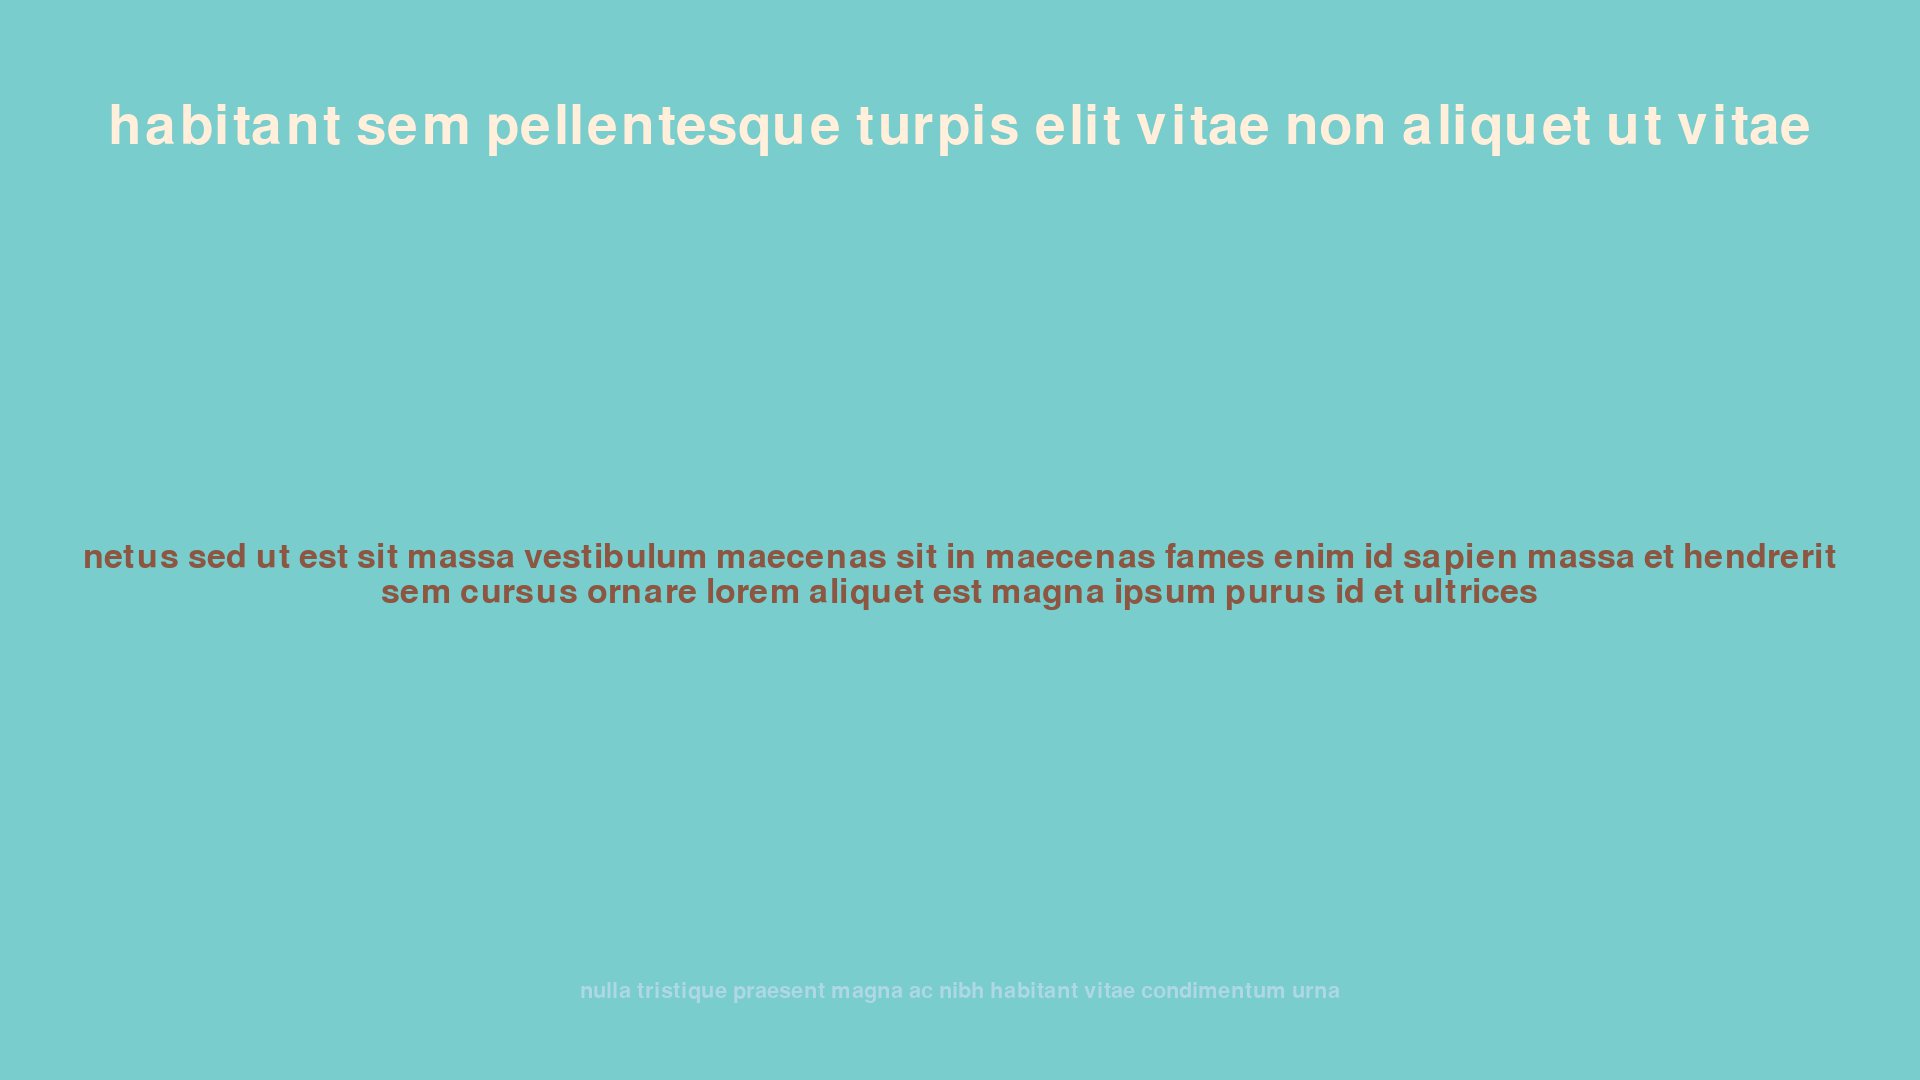 habitant sem pellentesque turpis elit vitae non aliquet ut vitae
netus sed ut est sit massa vestibulum maecenas sit in maecenas fames enim id sapien massa et hendrerit
sem cursus ornare lorem aliquet est magna ipsum purus id et ultrices
nulla tristique praesent magna ac nibh habitant vitae condimentum urna